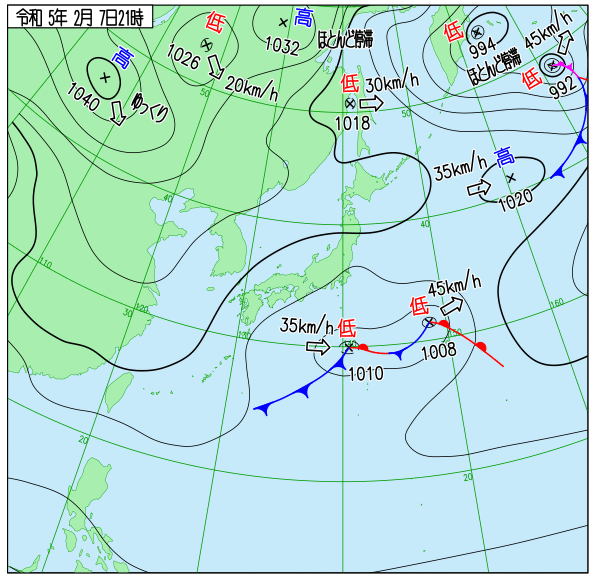 令和 5年 2月 7日21時
低
1026
20km/h
高
1032
ほとんど停滞
高
1040
ゆっくり
低
30km/h
1018
低
994
ほとんど停滞
45km/h
低
992
35km/h
高
1020
50
50
40
40
35km/h
低
1010
低
45km/h
1008
110
120
30
130
150
160
20
20